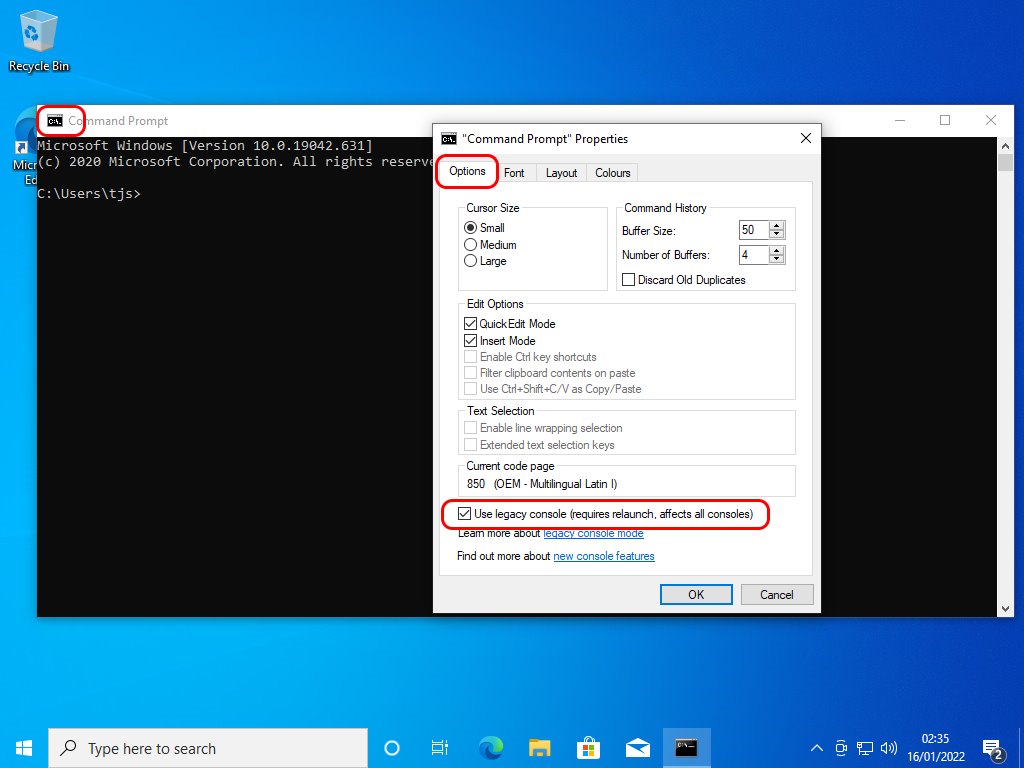 Recycle Bin
Command Prompt
Microsoft Windows [Version 10.0.19042.631]
(c) 2020 Microsoft Corporation. All rights reserve
C:\Users\tjs>
Micr
Ed
"Command Prompt" Properties
Options Font Layout Colours
Cursor Size
Small
Medium
Large
Command History
Buffer Size: 50
Number of Buffers: 4
Discard Old Duplicates
Edit Options
QuickEdit Mode
Insert Mode
Enable Ctrl key shortcuts
Filter clipboard contents on paste
Use Ctrl+Shift+C/V as Copy/Paste
Text Selection
Enable line wrapping selection
Extended text selection keys
Current code page
850 (OEM - Multilingual Latin I)
Use legacy console (requires relaunch, affects all consoles)
Learn more about legacy console mode
Find out more about new console features
OK Cancel
Type here to search
02:35
16/01/2022
2